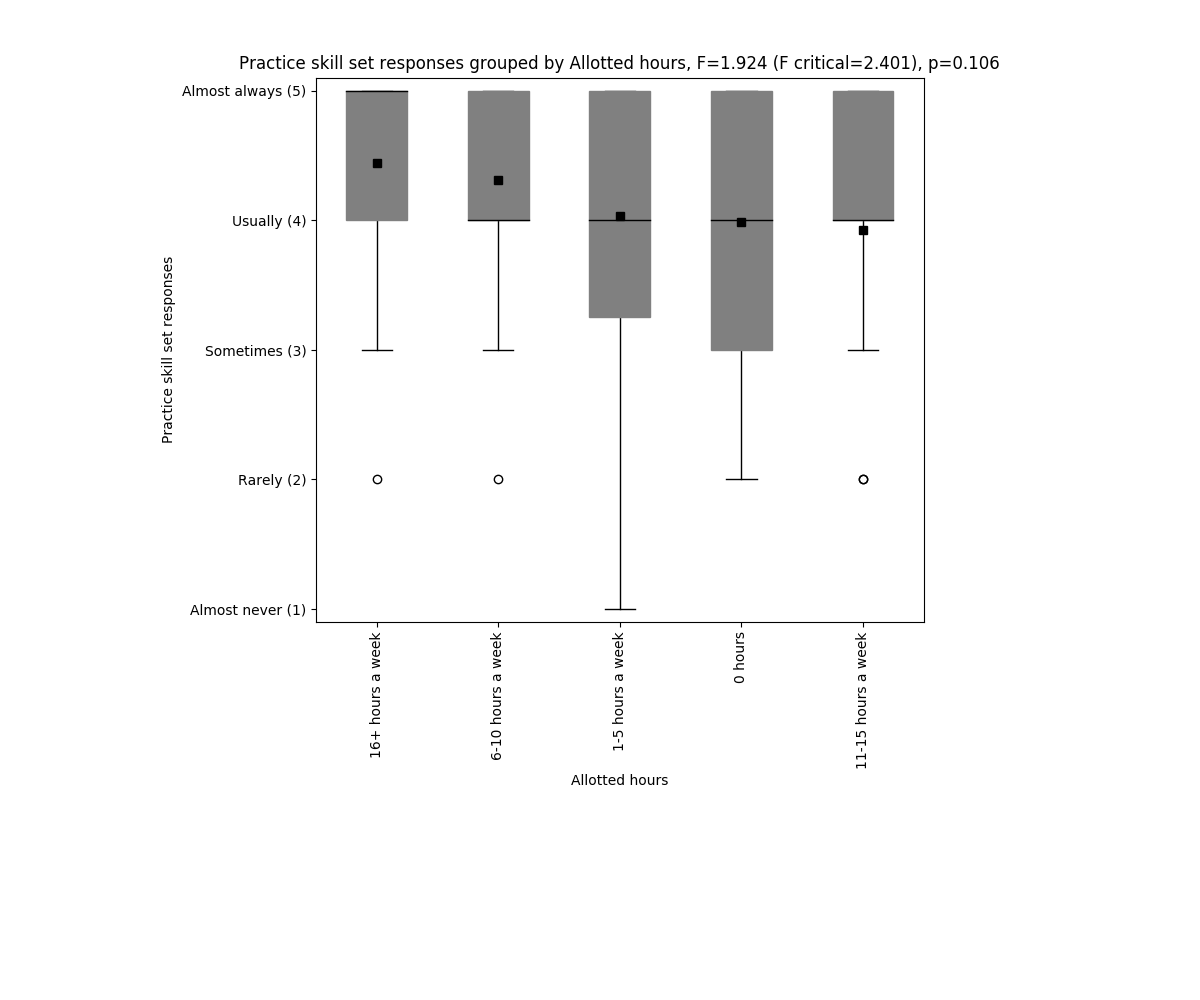 Practice skill set responses grouped by Allotted hours, F=1.924 (F critical=2.401), p=0.106
Almost always (5)
Usually (4)
Sometimes (3)
Rarely (2)
Almost never (1)
Practice skill set responses
16+ hours a week
6-10 hours a week
1-5 hours a week
0 hours
11-15 hours a week
Allotted hours